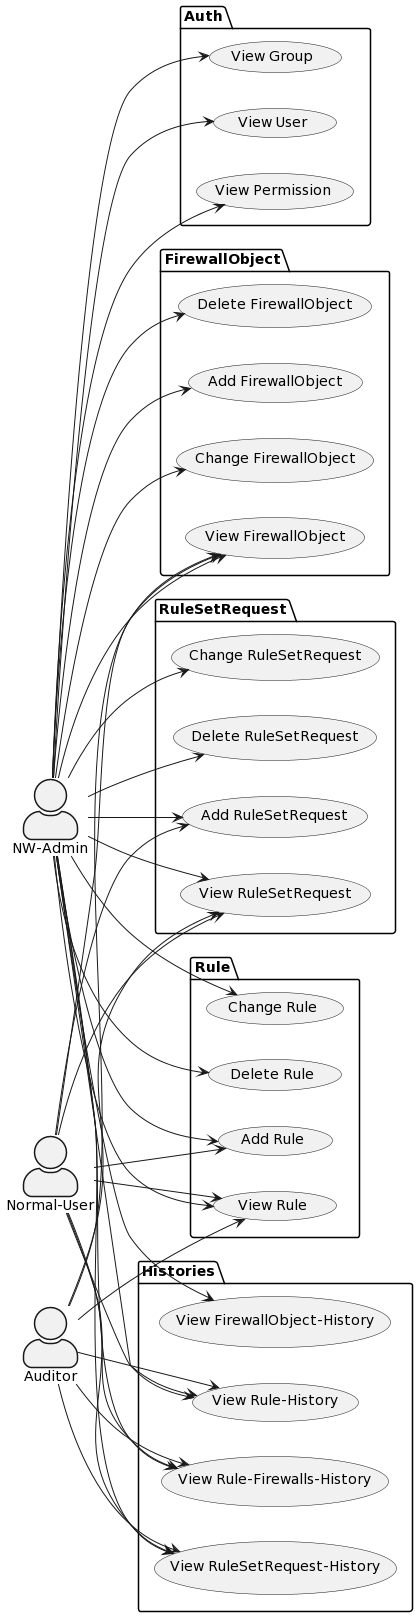 Auth
View Group
View User
View Permission
FirewallObject
Delete FirewallObject
Add FirewallObject
Change FirewallObject
View FirewallObject
RuleSetRequest
Change RuleSetRequest
Delete RuleSetRequest
Add RuleSetRequest
View RuleSetRequest
NW-Admin
Rule
Change Rule
Delete Rule
Add Rule
View Rule
Normal-User
Histories
View FirewallObject-History
View Rule-History
View Rule-Firewalls-History
View RuleSetRequest-History
Auditor